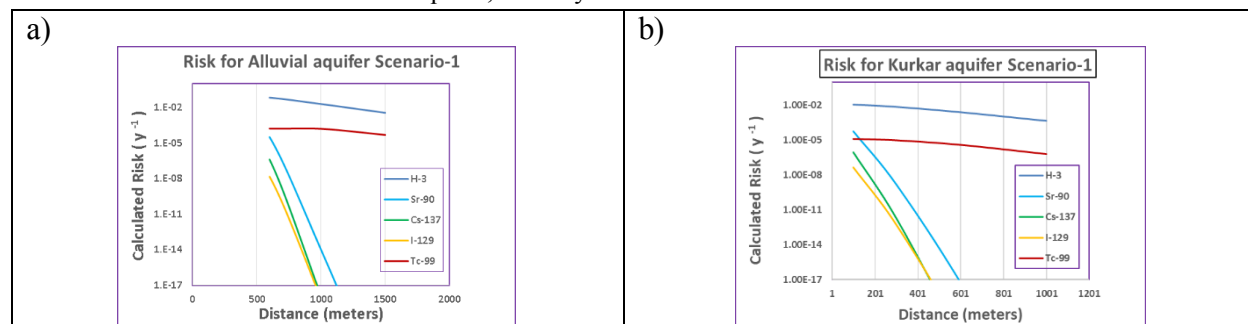 a)
Risk for Alluvial aquifer Scenario-1
Calculated Risk ( y -1 )
1.E-02
1.E-05
1.E-08
1.E-11
1.E-14
1.E-17
H-3
Sr-90
Cs-137
I-129
Tc-99
0 500 1000 1500 2000
Distance (meters)
b)
Risk for Kurkar aquifer Scenario-1
Calculated Risk ( y -1 )
1.00E-02
1.00E-05
1.00E-08
1.00E-11
1.00E-14
1.00E-17
H-3
Sr-90
Cs-137
I-129
Tc-99
1 201 401 601 801 1001 1201
Distance (meters)